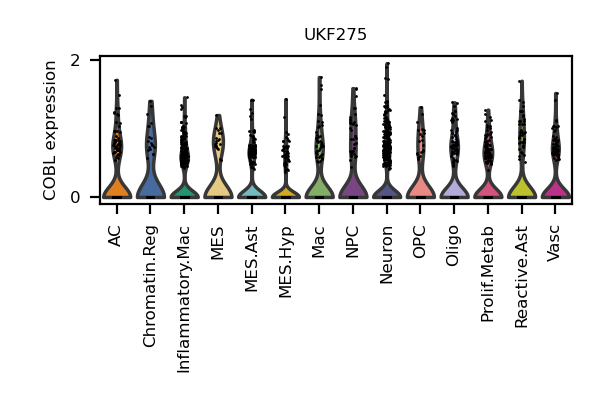 UKF275
COBL expression
2
0
AC
Chromatin.Reg
Inflammatory.Mac
MES
MES.Ast
MES.Hyp
Mac
NPC
Neuron
OPC
Oligo
Prolif.Metab
Reactive.Ast
Vasc